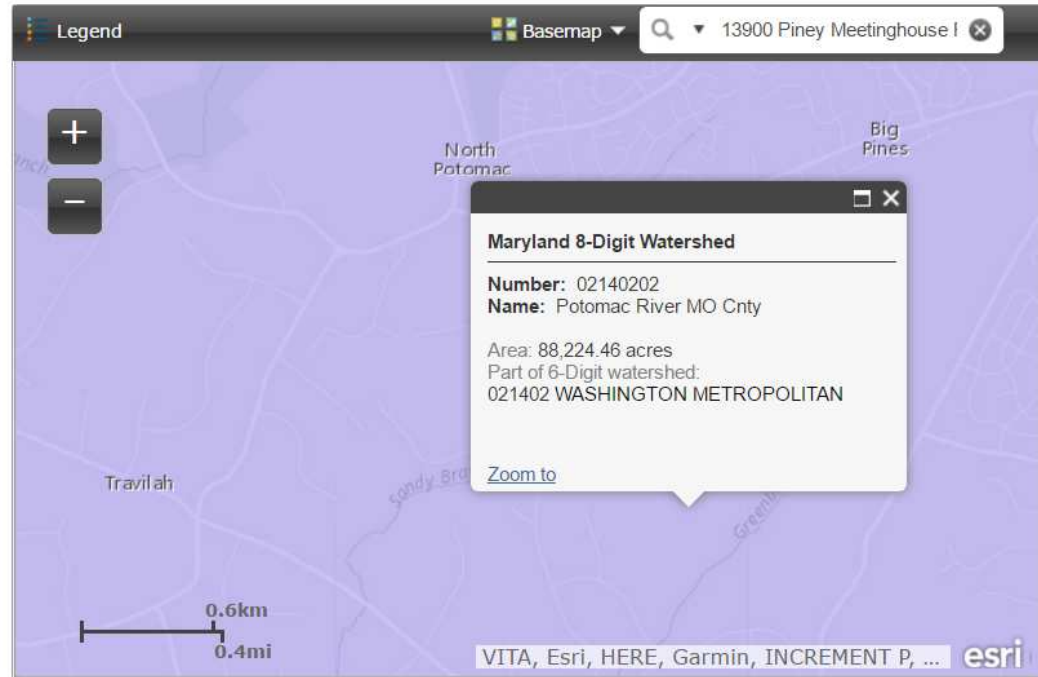 Legend
Basemap
13900 Piney Meetinghouse
+
−
North
Potomac
Big
Pines
Maryland 8-Digit Watershed
Number: 02140202
Name: Potomac River MO Cnty
Area: 88,224.46 acres
Part of 6-Digit watershed:
021402 WASHINGTON METROPOLITAN
Zoom to
Travilah
Sandy
0.6km
0.4mi
VITA, Esri, HERE, Garmin, INCREMENT P, ...
esri